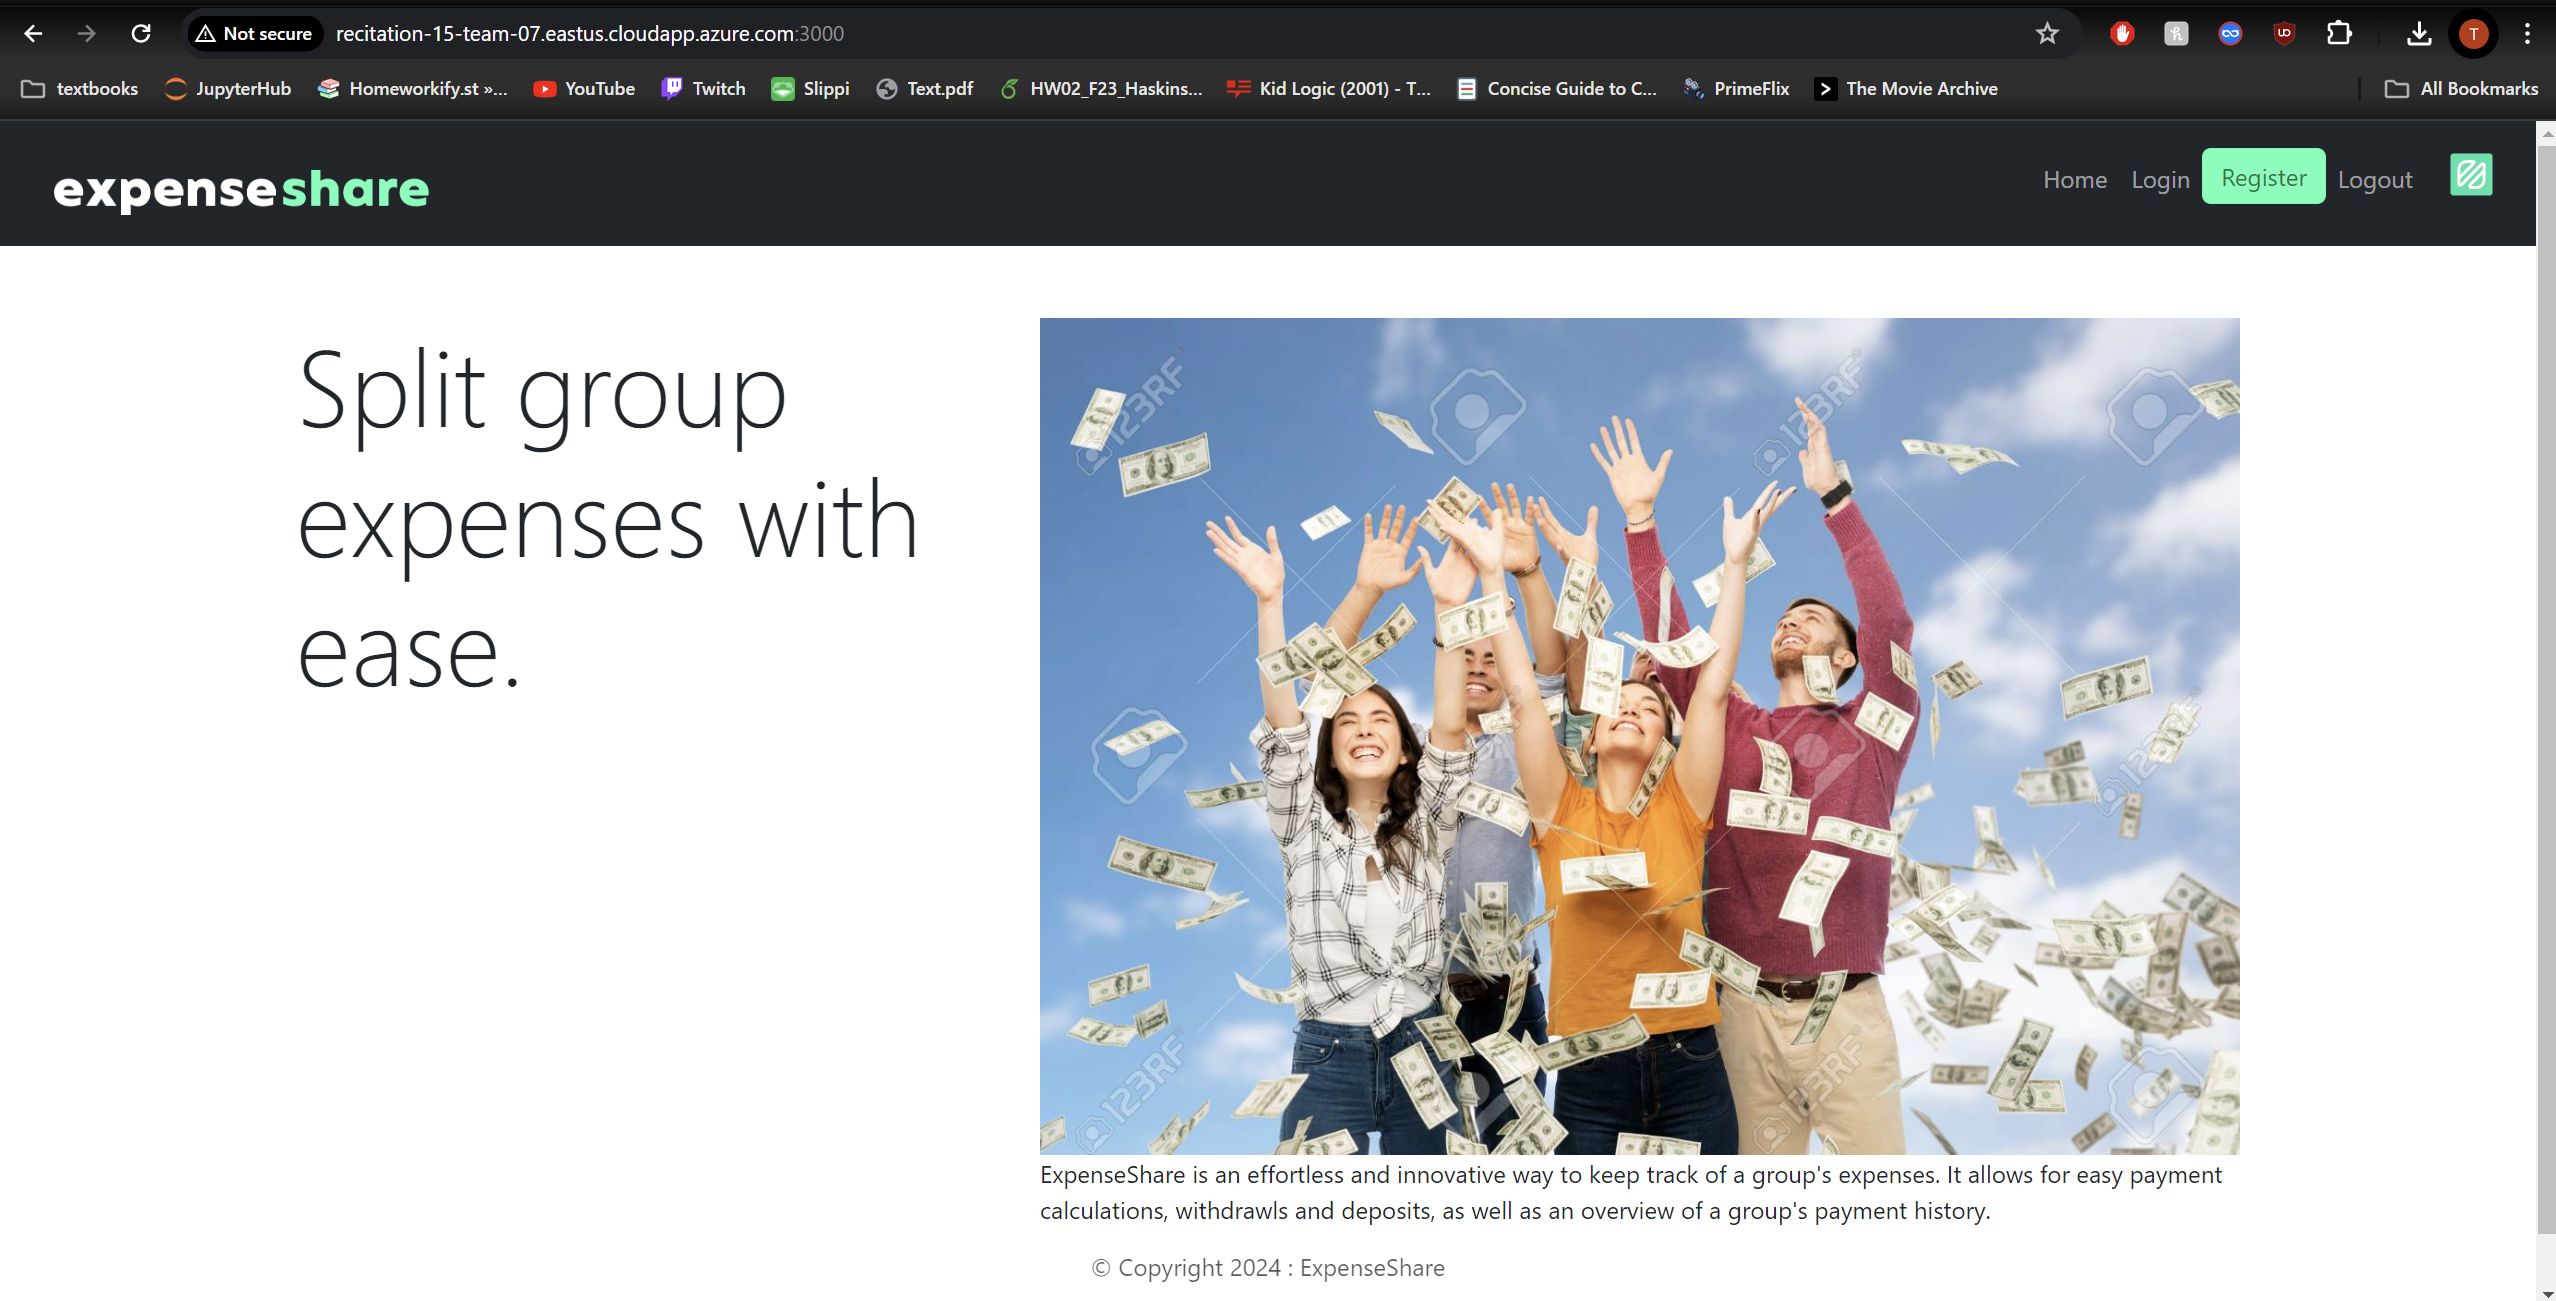 Not secure recitation-15-team-07.eastus.cloudapp.azure.com:3000 T
textbooks JupyterHub Homeworkify.st »... YouTube Twitch Slippi Text.pdf HW02_F23_Haskins... Kid Logic (2001) - T... Concise Guide to C... PrimeFlix The Movie Archive All Bookmarks
expenseshare Home Login Register Logout
Split group
expenses with
ease.
123RF
123RF
123RF
123RF
123RF
ExpenseShare is an effortless and innovative way to keep track of a group's expenses. It allows for easy payment
calculations, withdrawls and deposits, as well as an overview of a group's payment history.
© Copyright 2024 : ExpenseShare